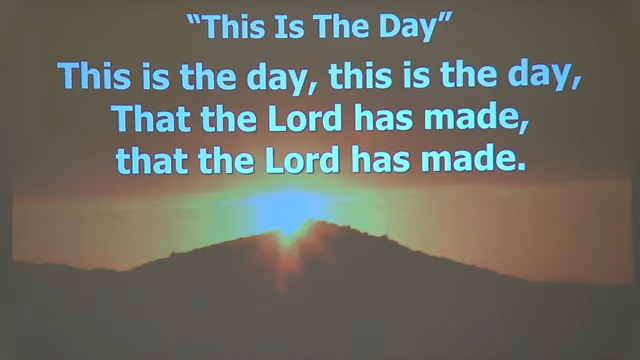 “This Is The Day”
This is the day, this is the day,
That the Lord has made,
that the Lord has made.